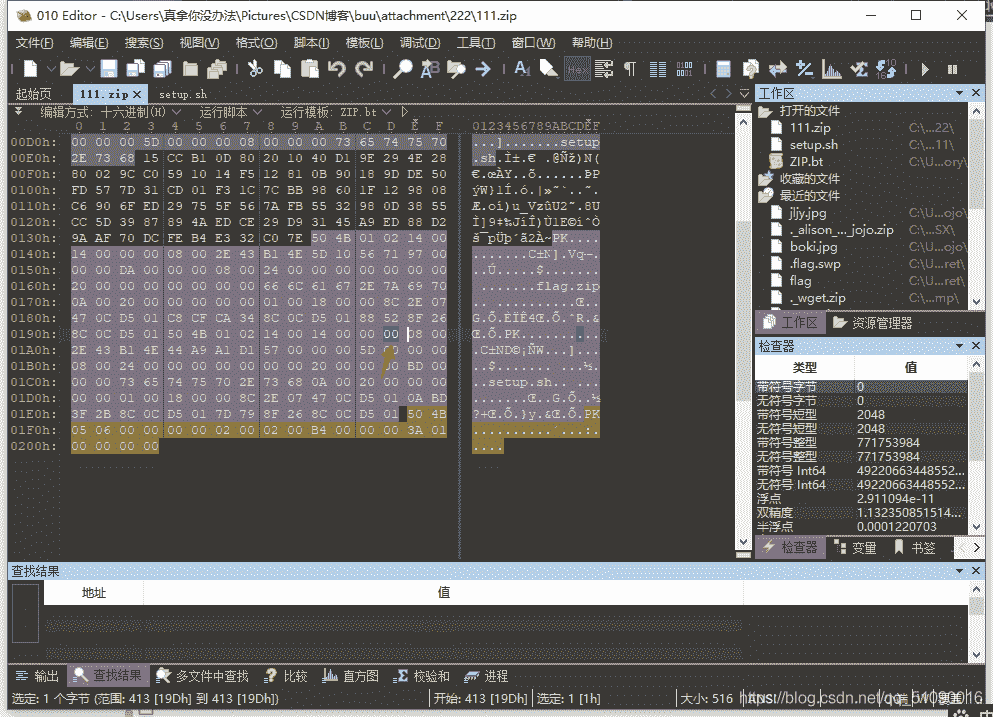 010 Editor - C:\Users\真拿你没办法\Pictures\CSDN博客\buu\attachment\222\111.zip
文件(F) 编辑(E) 搜索(S) 视图(V) 格式(O) 脚本(I) 模板(L) 调试(D) 工具(T) 窗口(W) 帮助(H)
起始页 111.zip × setup.sh
编辑方式: 十六进制(H) 运行脚本 运行模板: ZIP.bt
0 1 2 3 4 5 6 7 8 9 A B C D E F 0123456789ABCDEF
00D0h: 00 00 00 5D 00 00 00 08 00 00 00 73 65 74 75 70 ...].......setup
00E0h: 2E 73 68 15 CC B1 0D 80 20 10 40 D1 9E 29 4E 28 .sh.Ì±.€ .@Ñž)N(
00F0h: 80 02 9C C0 59 10 14 F5 12 81 0B 90 18 9D DE 50
0100h: FD 57 7D 31 CD 01 F3 1C 7C BB 98 60 1F 12 98 08
0110h: C6 90 6F ED 29 75 5F 56 7A FB 55 32 98 0D 38 55
0120h: CC 5D 39 87 89 4A ED CE 29 D9 31 45 A9 ED 88 D2
0130h: 9A AF 70 DC FE B4 E3 32 C0 7E 50 4B 01 02 14 00
0140h: 14 00 00 00 08 00 2E 43 B1 4E 5D 10 56 71 97 00 .......C±N].Vq—.
0150h: 00 00 DA 00 00 00 08 00 24 00 00 00 00 00 00 00 ..Ú.....$.......
0160h: 20 00 00 00 00 00 00 00 66 6C 61 67 2E 7A 69 70 .......flag.zip
0170h: 0A 00 20 00 00 00 00 00 01 00 18 00 00 8C 2E 07
0180h: 47 0C D5 01 C8 CF CA 34 8C 0C D5 01 88 52 8F 26 G.Õ.ÈÏÊ4Œ.Õ.ˆR.&
0190h: 8C 0C D5 01 50 4B 01 02 14 00 14 00 00 00 08 00 Œ.Õ.PK
01A0h: 2E 43 B1 4E 44 A9 A1 D1 57 00 00 00 5D 00 00 00 .C±ND©¡ÑW...]...
01B0h: 08 00 24 00 00 00 00 00 00 00 20 00 00 00 BD 00
01C0h: 00 00 73 65 74 75 70 2E 73 68 0A 00 20 00 00 00 ..setup.sh.. ...
01D0h: 00 00 01 00 18 00 00 8C 2E 07 47 0C D5 01 0A BD
01E0h: 3F 2B 8C 0C D5 01 7D 79 8F 26 8C 0C D5 01 50 4B ?+Œ.Õ.}y.&Œ.Õ.PK
01F0h: 05 06 00 00 00 00 02 00 02 00 B4 00 00 00 3A 01
0200h: 00 00 00 00 ....
工作区
打开的文件
111.zip C:\...22\
setup.sh C:\...11\
ZIP.bt C:\U...ory\
收藏的文件
最近的文件
jljy.jpg C:\U...ojo\
._alison_...jojo.zip C:\...SX\
boki.jpg C:\U...ojo\
.flag.swp C:\U...ret\
flag C:\U...ret\
._wget.zip C:\...mp\
工作区 资源管理器
检查器
类型 值
带符号字节 0
无符号字节 0
带符号短型 2048
无符号短型 2048
带符号整型 771753984
无符号整型 771753984
带符号 Int64 49220663448552...
无符号 Int64 49220663448552...
浮点 2.911094e-11
双精度 1.132350851514...
半浮点 0.0001220703
检查器 变量 书签
查找结果
地址 值
输出 查找结果 多文件中查找 比较 直方图 校验和 进程
选定: 1 个字节 (范围: 413 [19Dh] 到 413 [19Dh]) 开始: 413 [19Dh] 选定: 1 [1h] 大小: 516
https://blog.csdn.net/qq_51090016